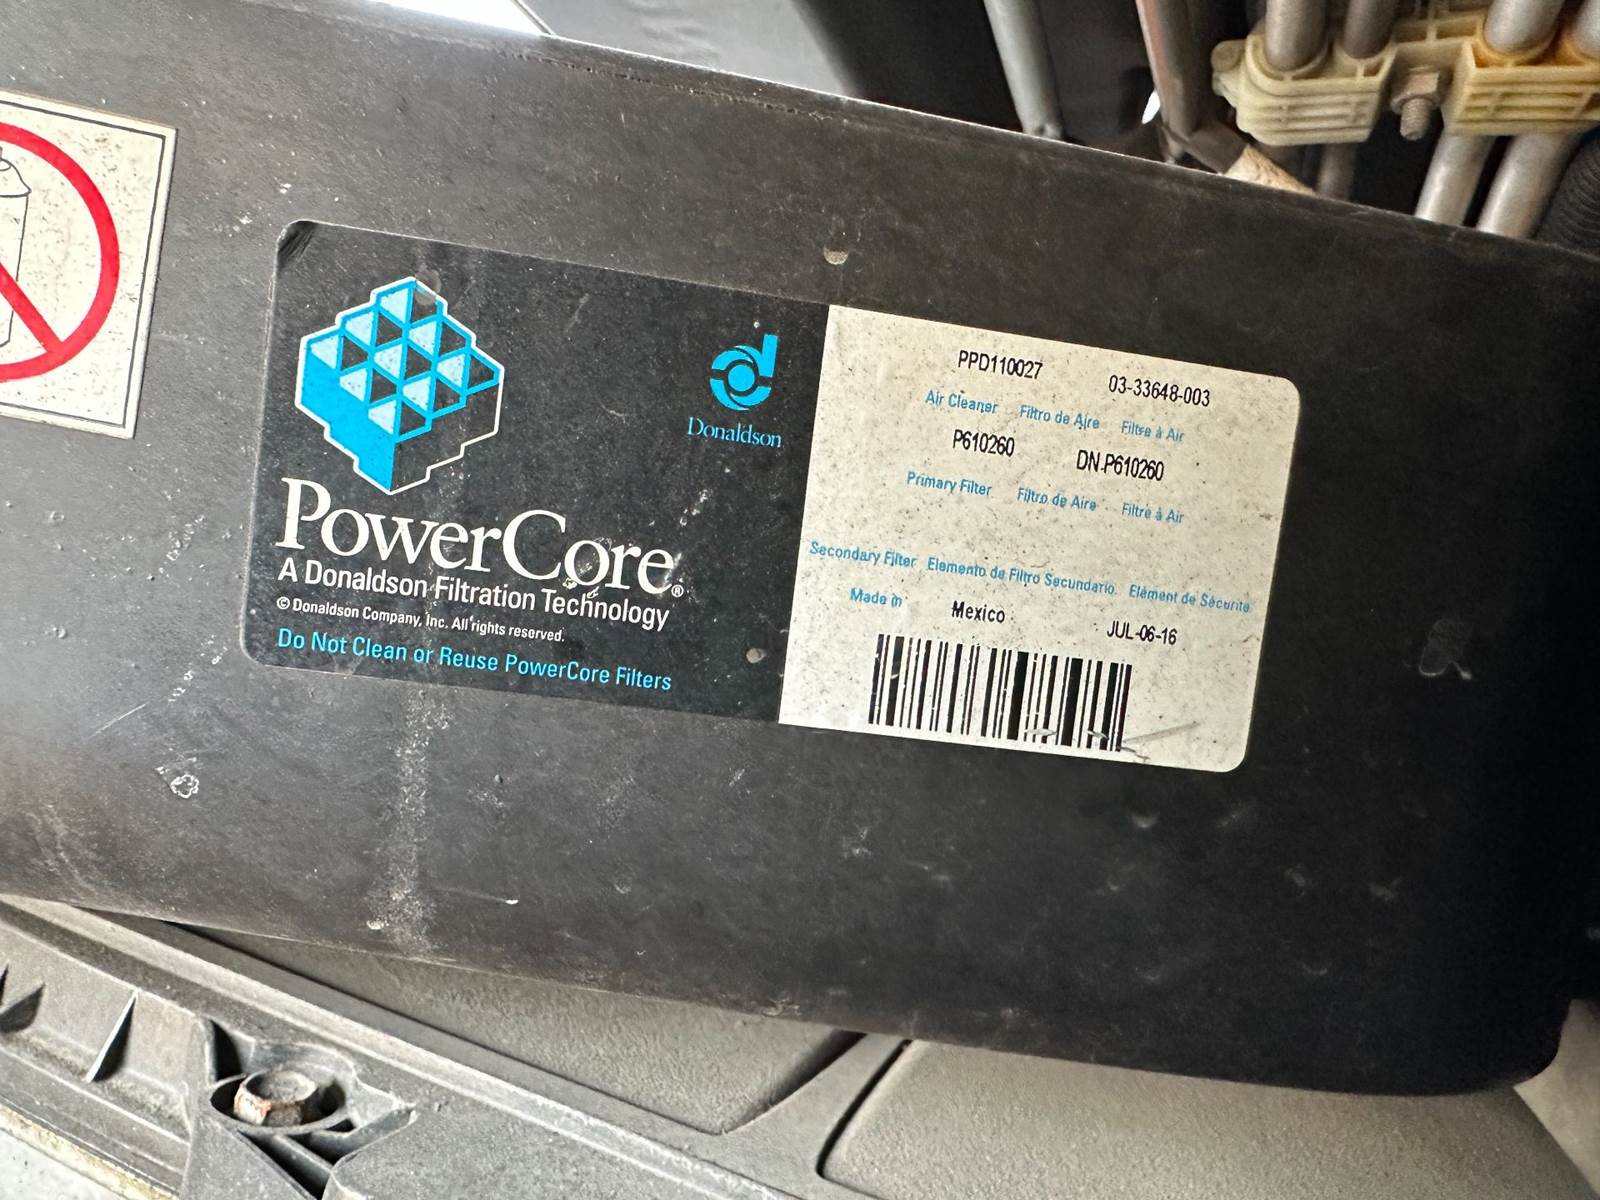 PowerCore®
A Donaldson Filtration Technology
© Donaldson Company, Inc. All rights reserved.
Do Not Clean or Reuse PowerCore Filters
Donaldson
PPD110027 03-33648-003
Air Cleaner Filtro de Aire Filtre à Air
P610260 DN-P610260
Primary Filter Filtro de Aire Filtre à Air
Secondary Filter Elemento de Filtro Secundario Elément de Sécurité
Made in Mexico JUL-06-16